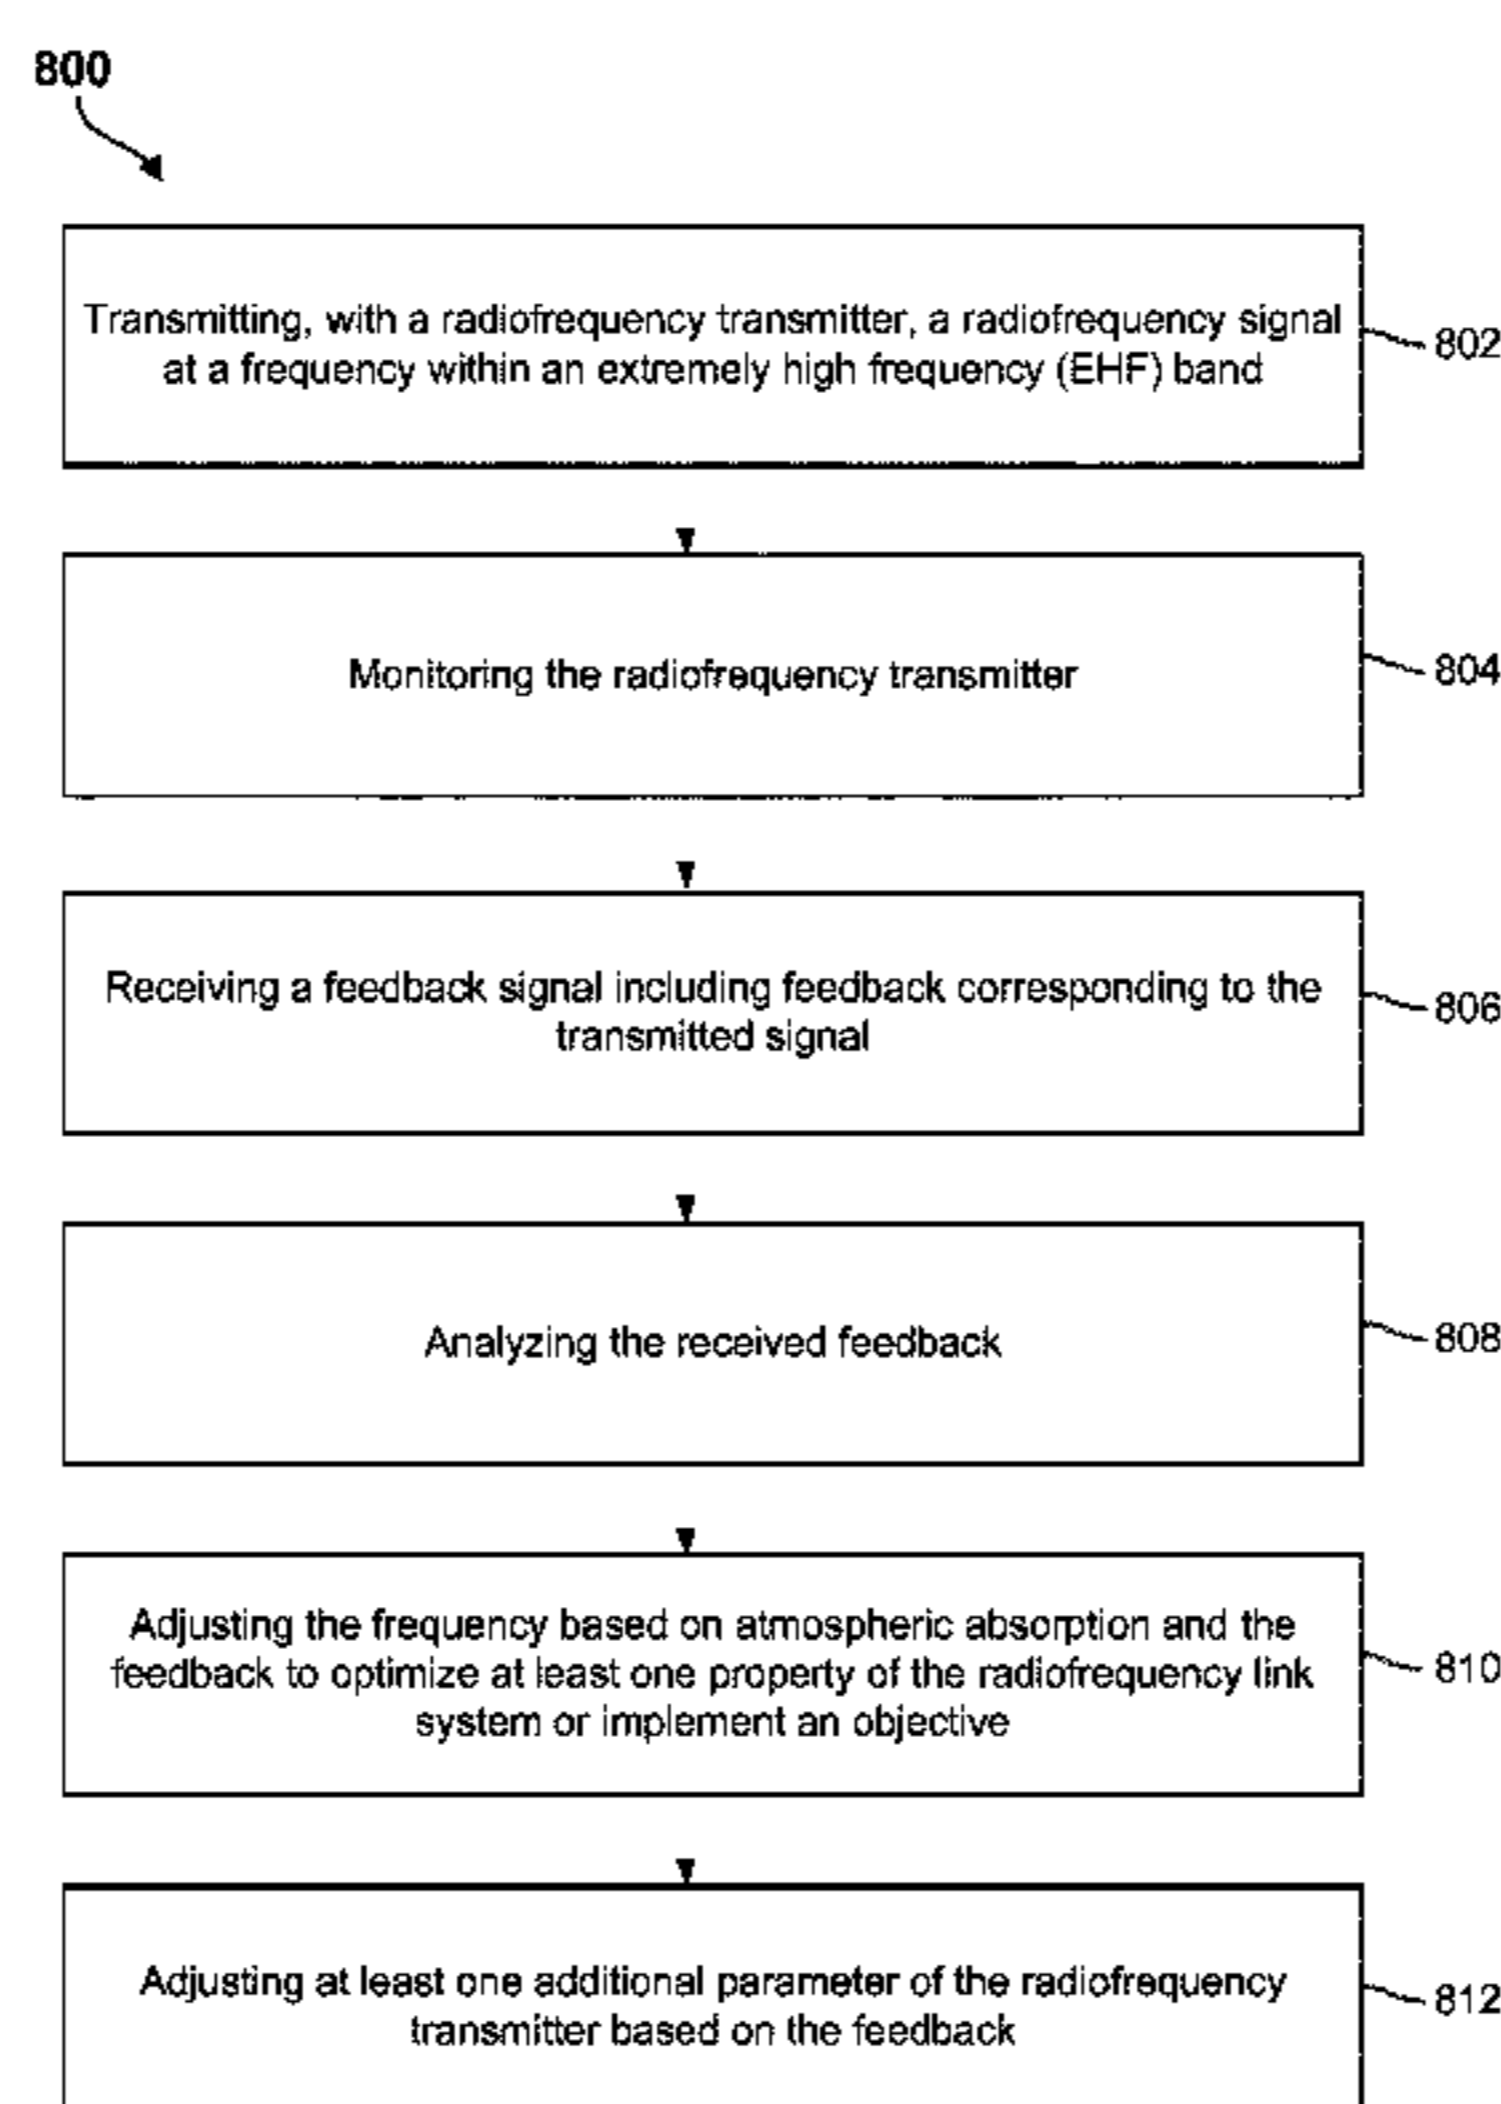 800
Transmitting, with a radiofrequency transmitter, a radiofrequency signal
at a frequency within an extremely high frequency (EHF) band
802
Monitoring the radiofrequency transmitter
804
Receiving a feedback signal including feedback corresponding to the
transmitted signal
806
Analyzing the received feedback
808
Adjusting the frequency based on atmospheric absorption and the
feedback to optimize at least one property of the radiofrequency link
system or implement an objective
810
Adjusting at least one additional parameter of the radiofrequency
transmitter based on the feedback
812